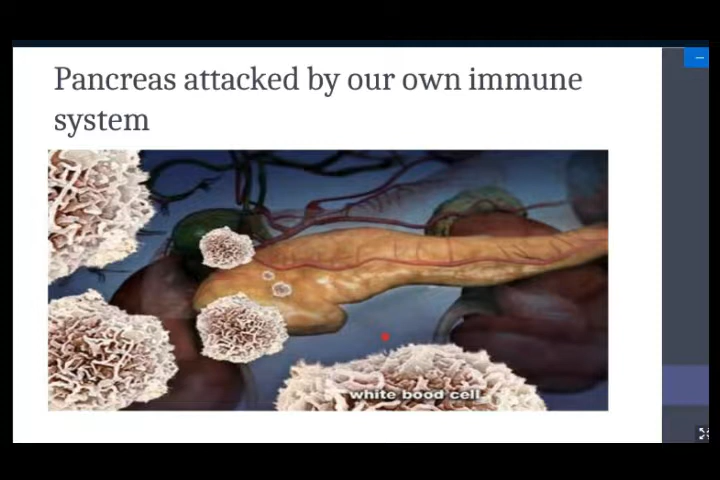 Pancreas attacked by our own immune
system
white bood cell